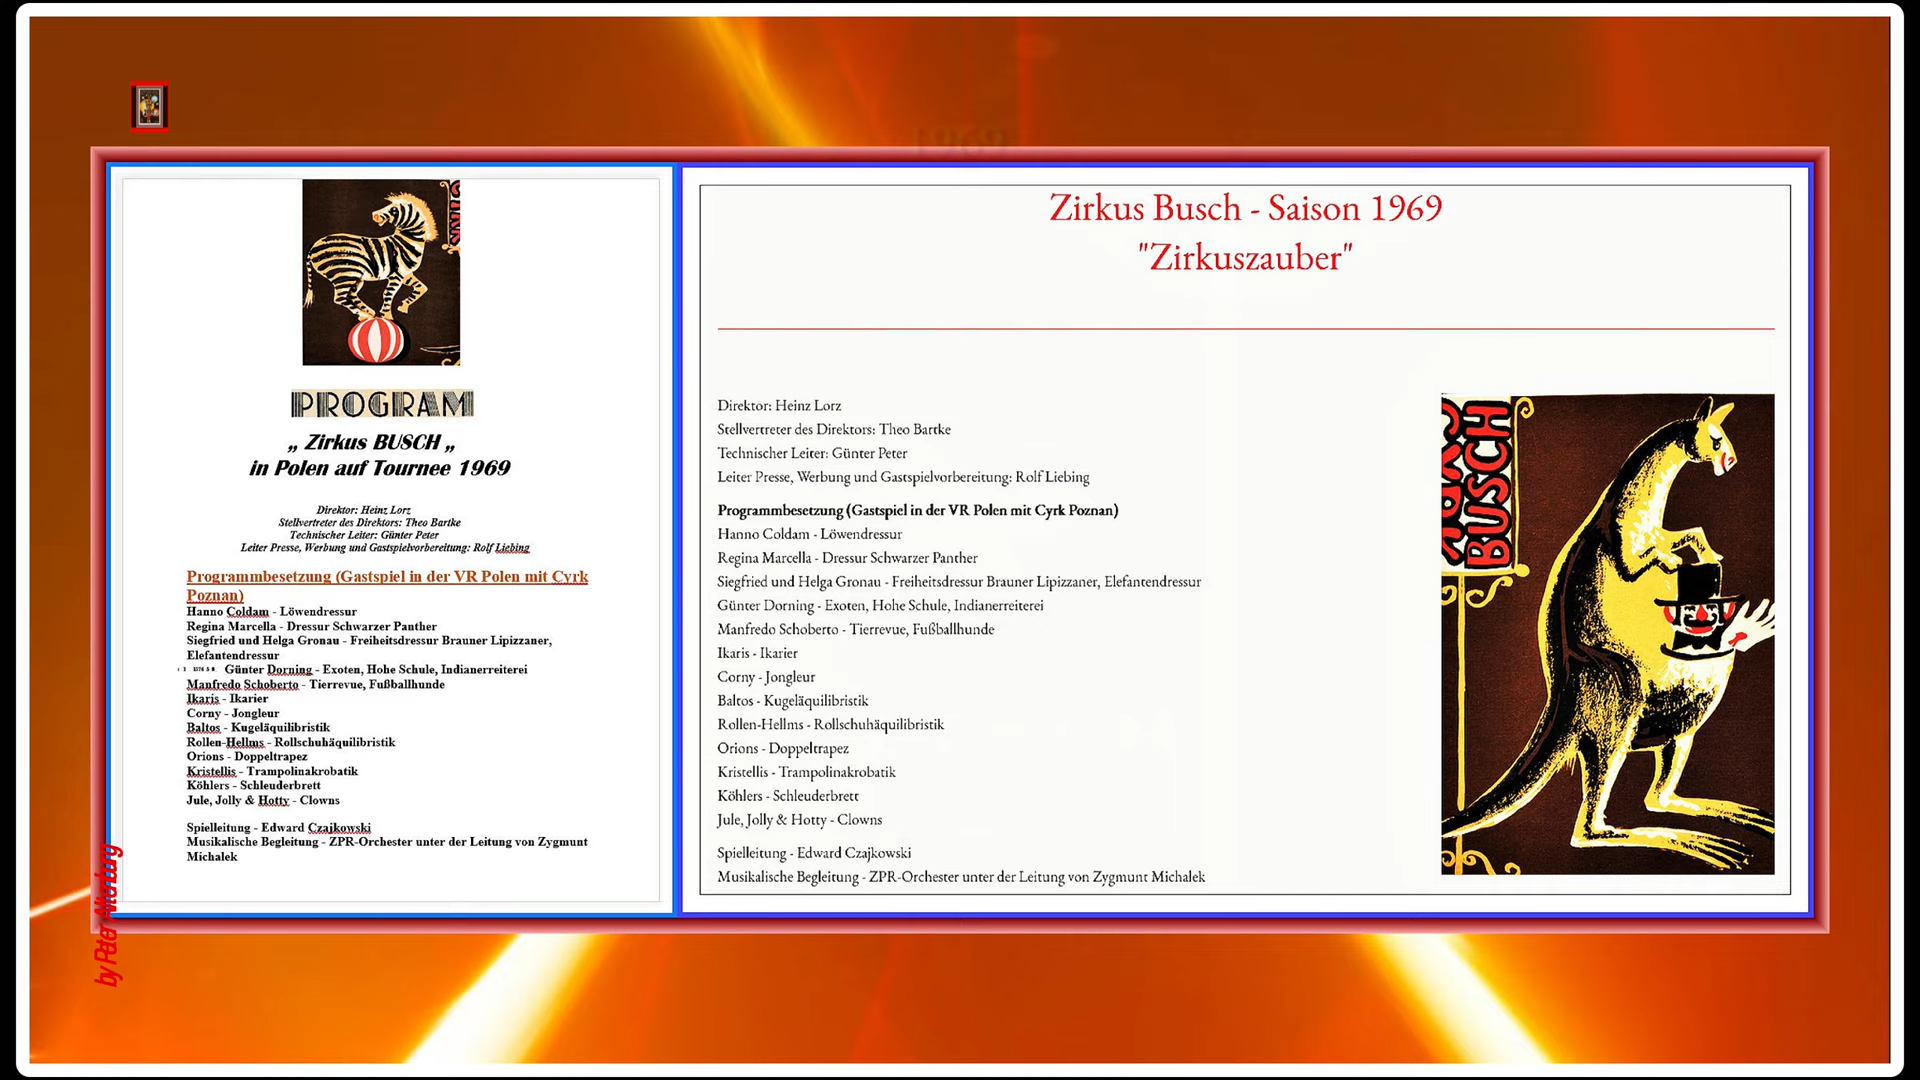 1969
PROGRAM
„ Zirkus BUSCH „
in Polen auf Tournee 1969
Direktor: Heinz Lorz
Stellvertreter des Direktors: Theo Bartke
Technischer Leiter: Günter Peter
Leiter Presse, Werbung und Gastspielvorbereitung: Rolf Liebing
Programmbesetzung (Gastspiel in der VR Polen mit Cyrk
Poznan)
Hanno Coldam - Löwendressur
Regina Marcella - Dressur Schwarzer Panther
Siegfried und Helga Gronau - Freiheitsdressur Brauner Lipizzaner,
Elefantendressur
Günter Dorning - Exoten, Hohe Schule, Indianerreiterei
Manfredo Schoberto - Tierrevue, Fußballhunde
Ikaris - Ikarier
Corny - Jongleur
Baltos - Kugeläquilibristik
Rollen-Hellms - Rollschuhäquilibristik
Orions - Doppeltrapez
Kristellis - Trampolinakrobatik
Köhlers - Schleuderbrett
Jule, Jolly & Hotty - Clowns
Spielleitung - Edward Czajkowski
Musikalische Begleitung - ZPR-Orchester unter der Leitung von Zygmunt
Michalek
by Peter Altenburg
Zirkus Busch - Saison 1969
"Zirkuszauber"
Direktor: Heinz Lorz
Stellvertreter des Direktors: Theo Bartke
Technischer Leiter: Günter Peter
Leiter Presse, Werbung und Gastspielvorbereitung: Rolf Liebing
Programmbesetzung (Gastspiel in der VR Polen mit Cyrk Poznan)
Hanno Coldam - Löwendressur
Regina Marcella - Dressur Schwarzer Panther
Siegfried und Helga Gronau - Freiheitsdressur Brauner Lipizzaner, Elefantendressur
Günter Dorning - Exoten, Hohe Schule, Indianerreiterei
Manfredo Schoberto - Tierrevue, Fußballhunde
Ikaris - Ikarier
Corny - Jongleur
Baltos - Kugeläquilibristik
Rollen-Hellms - Rollschuhäquilibristik
Orions - Doppeltrapez
Kristellis - Trampolinakrobatik
Köhlers - Schleuderbrett
Jule, Jolly & Hotty - Clowns
Spielleitung - Edward Czajkowski
Musikalische Begleitung - ZPR-Orchester unter der Leitung von Zygmunt Michalek
BUSCH